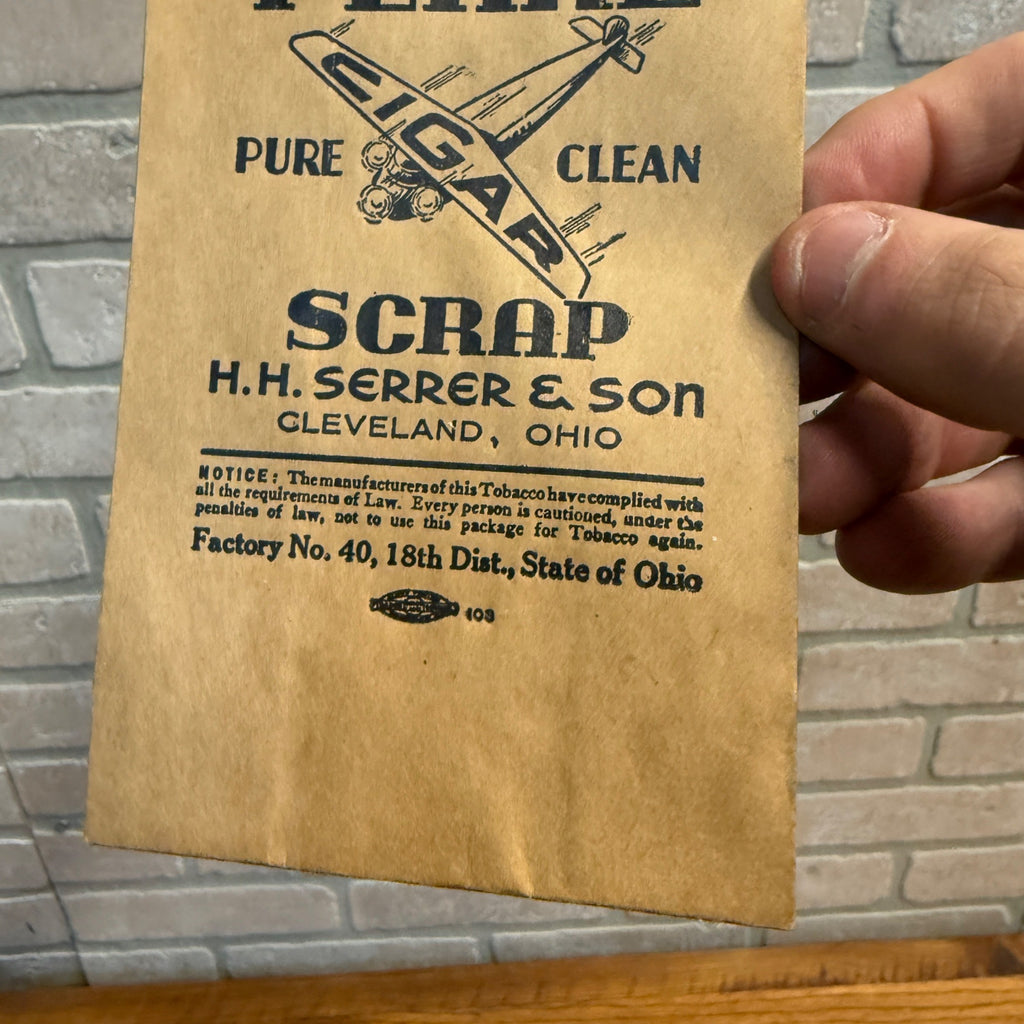 PURE CIGAR CLEAN
SCRAP
H.H. SERRER & SON
CLEVELAND, OHIO
NOTICE: The manufacturers of this Tobacco have complied with
all the requirements of Law. Every person is cautioned, under the
penalties of law, not to use this package for Tobacco again.
Factory No. 40, 18th Dist., State of Ohio
103